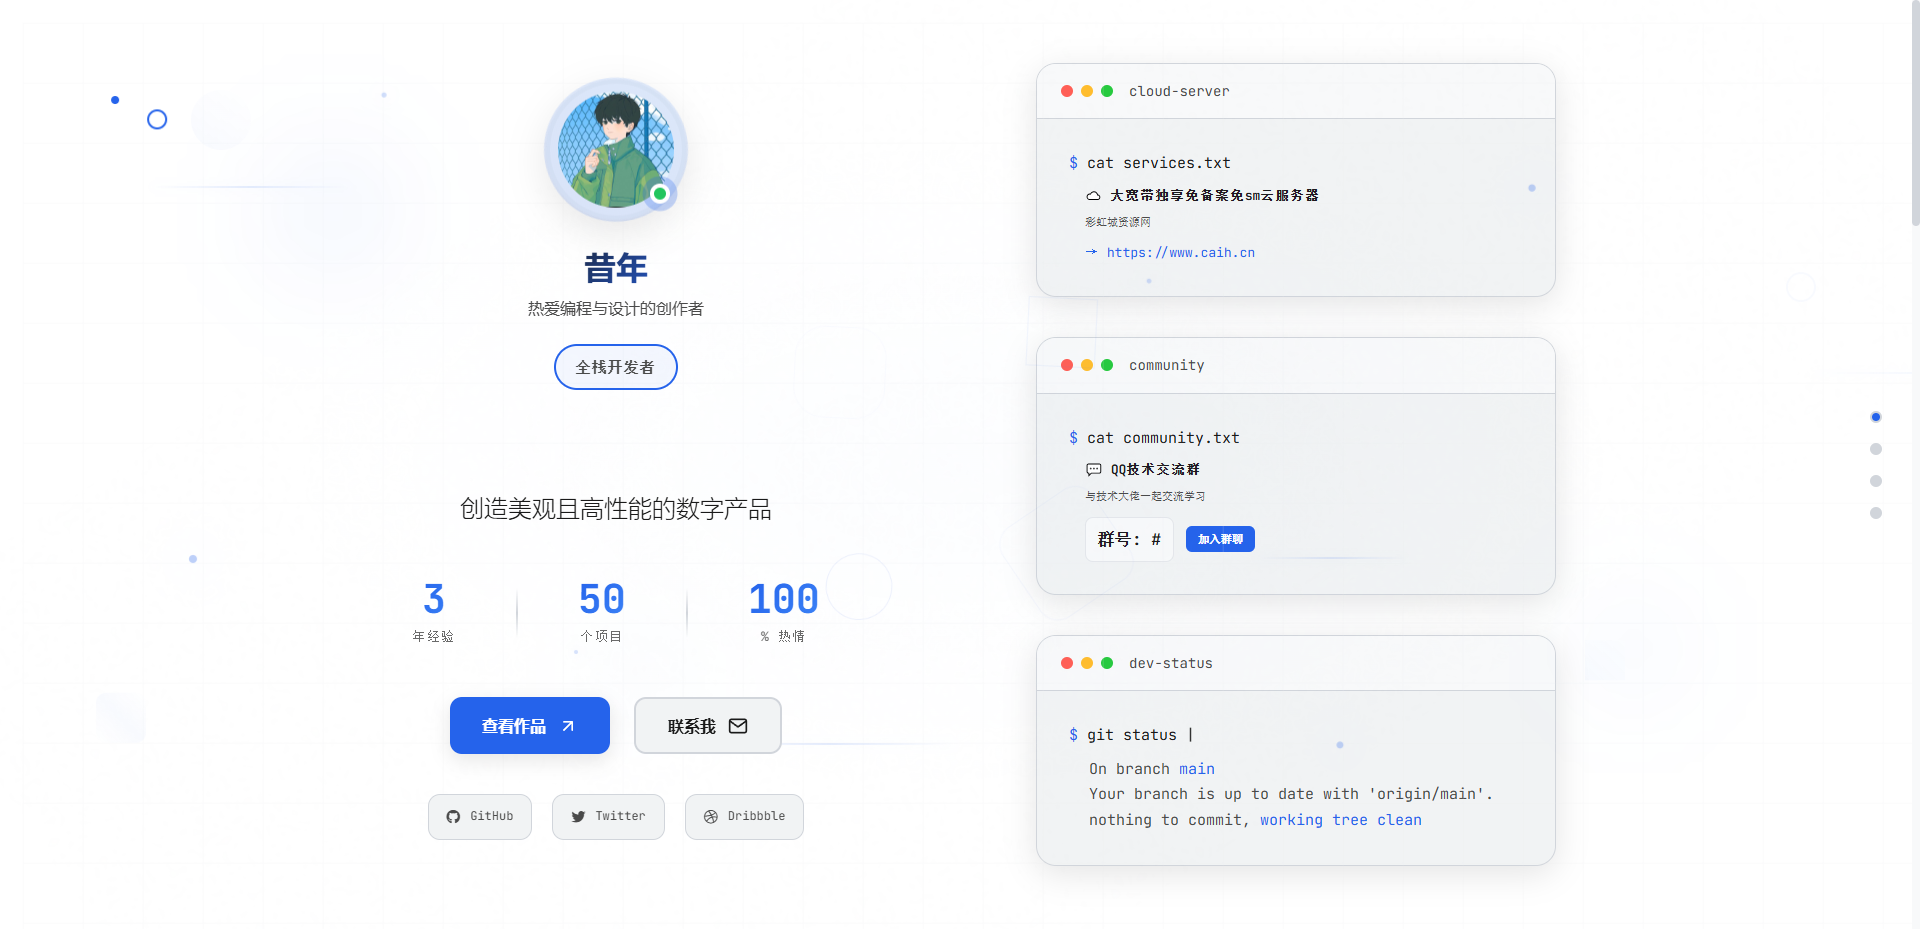 昔年
热爱编程与设计的创作者
全栈开发者
创造美观且高性能的数字产品
3
年经验
50
个项目
100
% 热情
查看作品
联系我
GitHub
Twitter
Dribbble
cloud-server
$ cat services.txt
大宽带独享免备案免sm云服务器
彩虹城资源网
→ https://www.caih.cn
community
$ cat community.txt
QQ技术交流群
与技术大佬一起交流学习
群号: #
加入群聊
dev-status
$ git status |
On branch main
Your branch is up to date with 'origin/main'.
nothing to commit, working tree clean